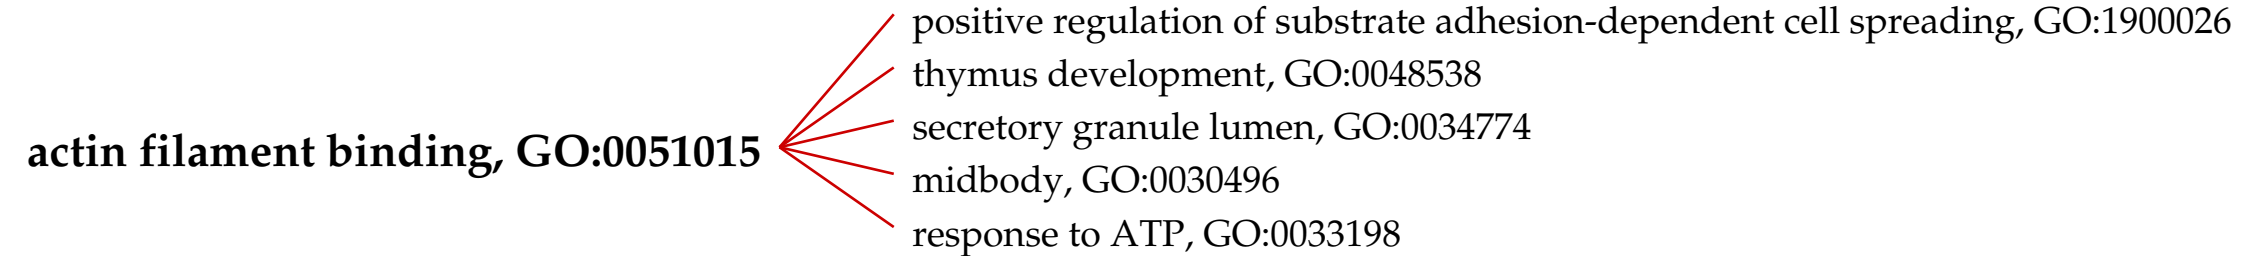 positive regulation of substrate adhesion-dependent cell spreading, GO:1900026
thymus development, GO:0048538
secretory granule lumen, GO:0034774
actin filament binding, GO:0051015
midbody, GO:0030496
response to ATP, GO:0033198